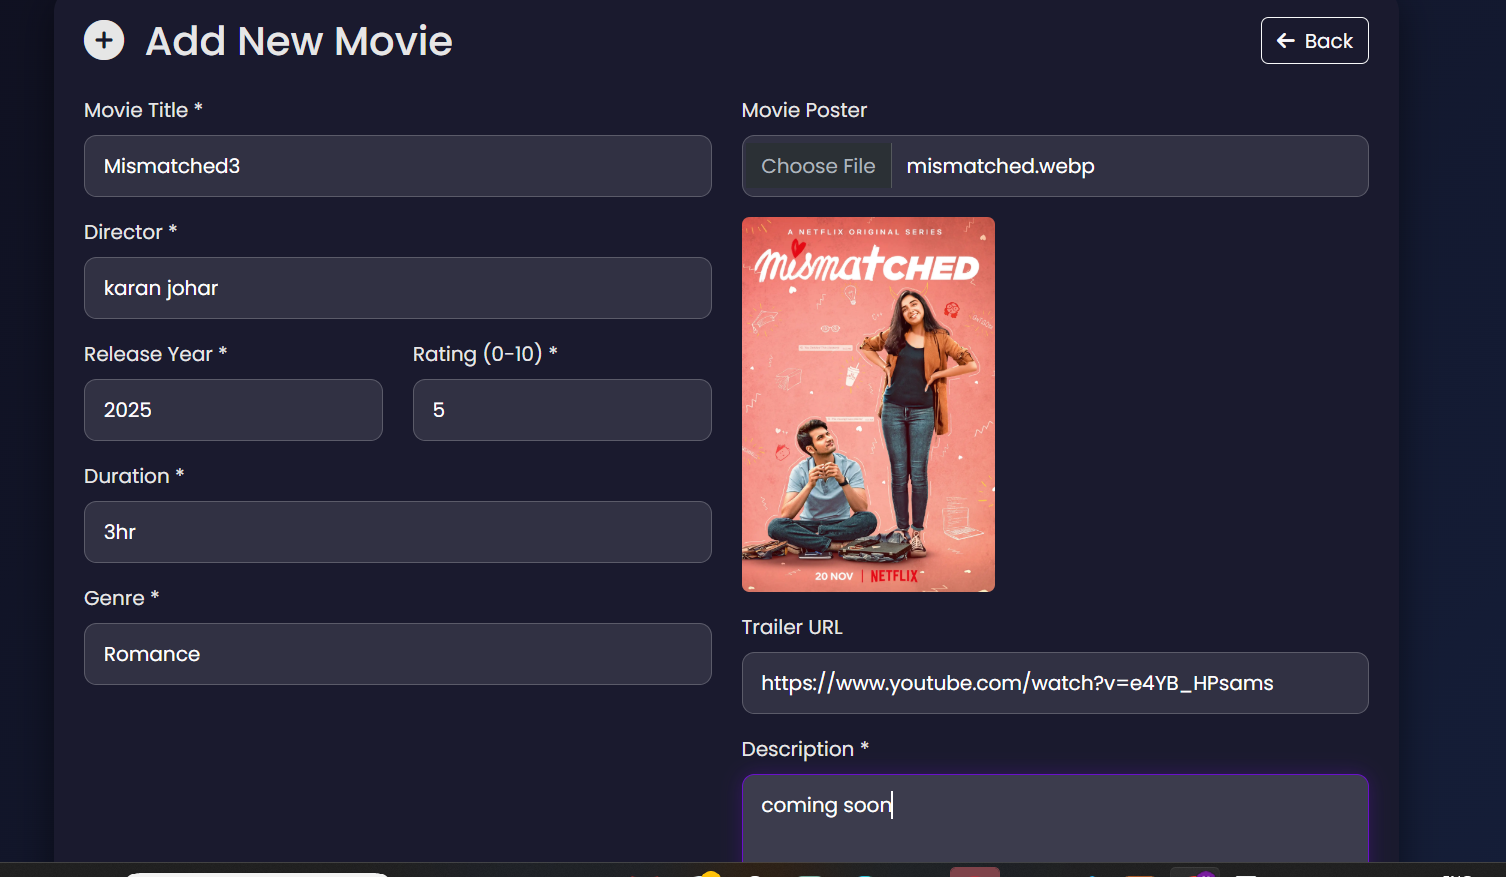 Add New Movie
Back
Movie Title *
Mismatched3
Director *
karan johar
Release Year *
Rating (0-10) *
2025
5
Duration *
3hr
Genre *
Romance
Movie Poster
Choose File
mismatched.webp
A NETFLIX ORIGINAL SERIES
mismatCHED
20 NOV | NETFLIX
Trailer URL
https://www.youtube.com/watch?v=e4YB_HPsams
Description *
coming soon